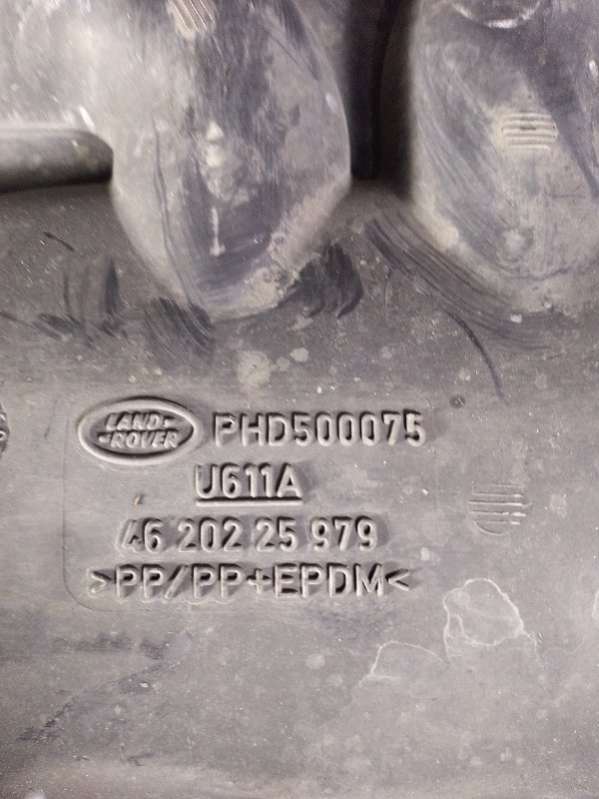 LAND-
-ROVER
PHD500075
U611A
46 202 25 979
>PP/PP+EPDM<